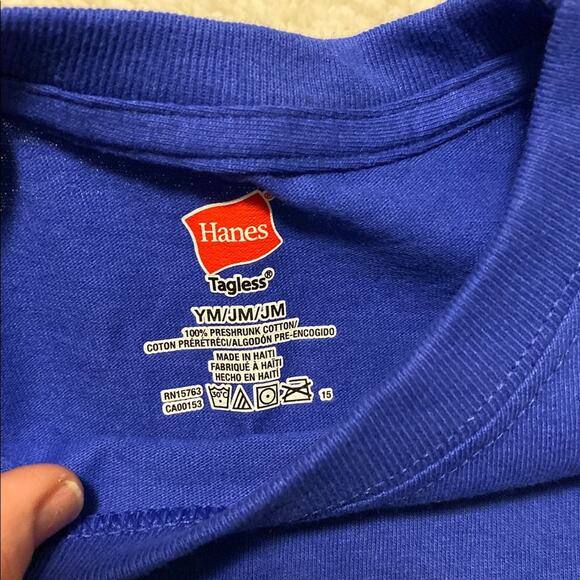 Hanes®
Tagless®
YM/JM/JM
100% PRESHRUNK COTTON/
COTON PRÉRÉTRÉCI/ALGODÓN PRE-ENCOGIDO
MADE IN HAITI
FABRIQUÉ À HAÏTI
HECHO EN HAITÍ
RN15763
CA00153
30°C
15